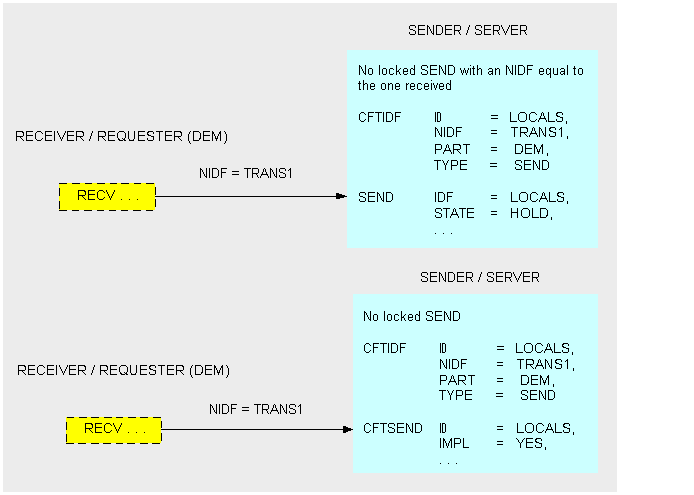 SENDER / SERVER
No locked SEND with an NIDF equal to
the one received
CFTIDF ID = LOCALS,
NIDF = TRANS1,
PART = DEM,
TYPE = SEND
RECEIVER / REQUESTER (DEM)
NIDF = TRANS1
RECV . . .
SEND IDF = LOCALS,
STATE = HOLD,
. . .
SENDER / SERVER
No locked SEND
CFTIDF ID = LOCALS,
NIDF = TRANS1,
PART = DEM,
TYPE = SEND
RECEIVER / REQUESTER (DEM)
NIDF = TRANS1
RECV . . .
CFTSEND ID = LOCALS,
IMPL = YES,
. . .